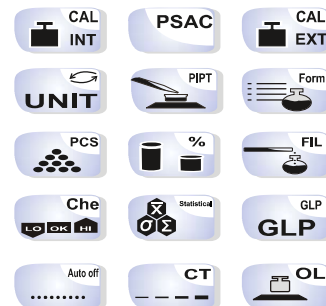 CAL
INT
PSAC
CAL
EXT
UNIT
PIPT
Form
PCS
%
FIL
Che
LO OK HI
x̄
σ Σ
Statistical
GLP
GLP
Auto off
CT
OL